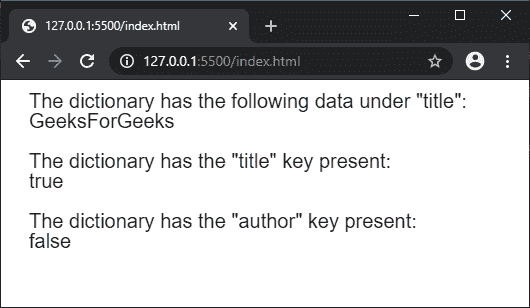 127.0.0.1:5500/index.html
127.0.0.1:5500/index.html
The dictionary has the following data under "title":
GeeksForGeeks
The dictionary has the "title" key present:
true
The dictionary has the "author" key present:
false